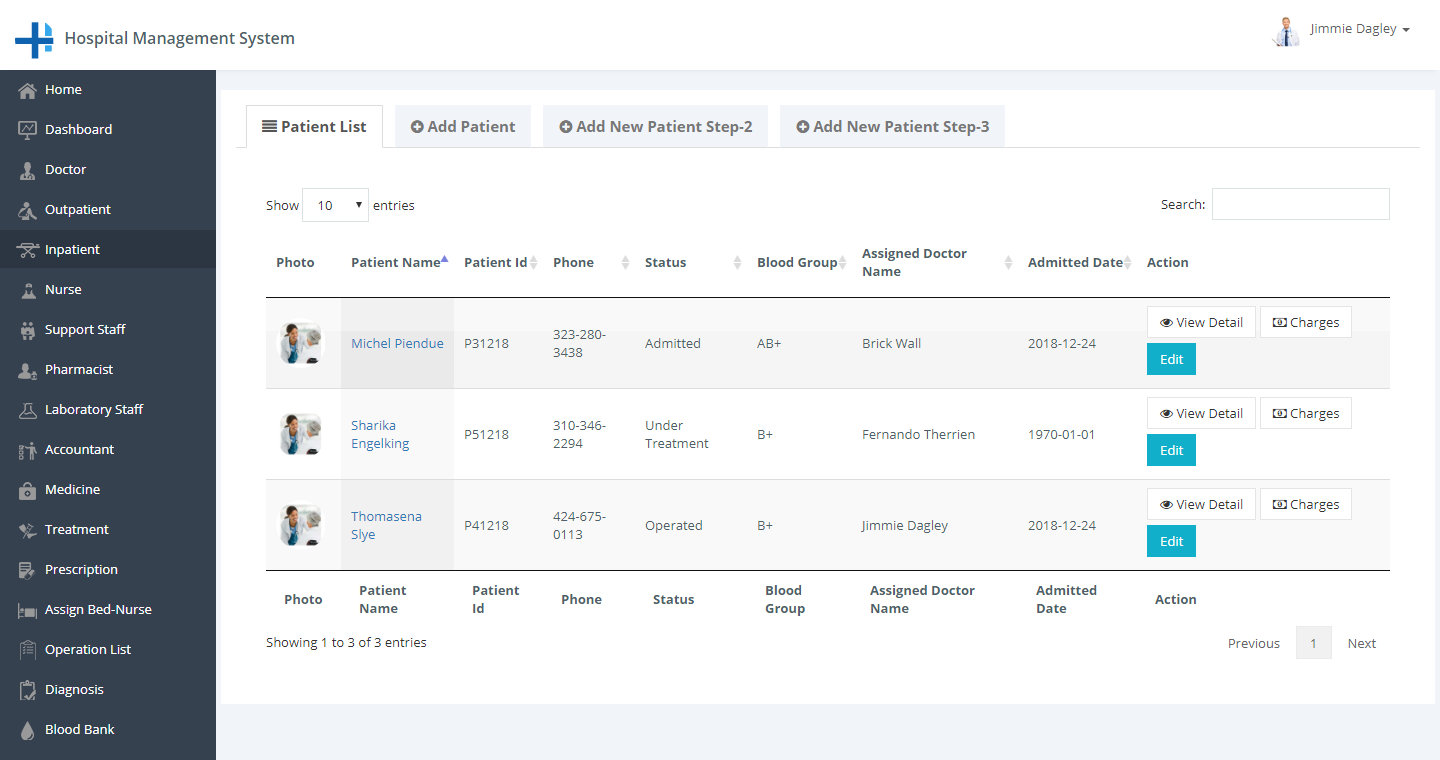 Hospital Management System
Jimmie Dagley
Home
Dashboard
Doctor
Outpatient
Inpatient
Nurse
Support Staff
Pharmacist
Laboratory Staff
Accountant
Medicine
Treatment
Prescription
Assign Bed-Nurse
Operation List
Diagnosis
Blood Bank
Patient List
Add Patient
Add New Patient Step-2
Add New Patient Step-3
Show 10 entries
Search:
Photo
Patient Name
Patient Id
Phone
Status
Blood Group
Assigned Doctor
Name
Admitted Date
Action
Michel Piendue
P31218
323-280-
3438
Admitted
AB+
Brick Wall
2018-12-24
View Detail
Charges
Edit
Sharika
Engelking
P51218
310-346-
2294
Under
Treatment
B+
Fernando Therrien
1970-01-01
View Detail
Charges
Edit
Thomasena
Slye
P41218
424-675-
0113
Operated
B+
Jimmie Dagley
2018-12-24
View Detail
Charges
Edit
Photo
Patient
Name
Patient
Id
Phone
Status
Blood
Group
Assigned Doctor
Name
Admitted
Date
Action
Showing 1 to 3 of 3 entries
Previous
1
Next